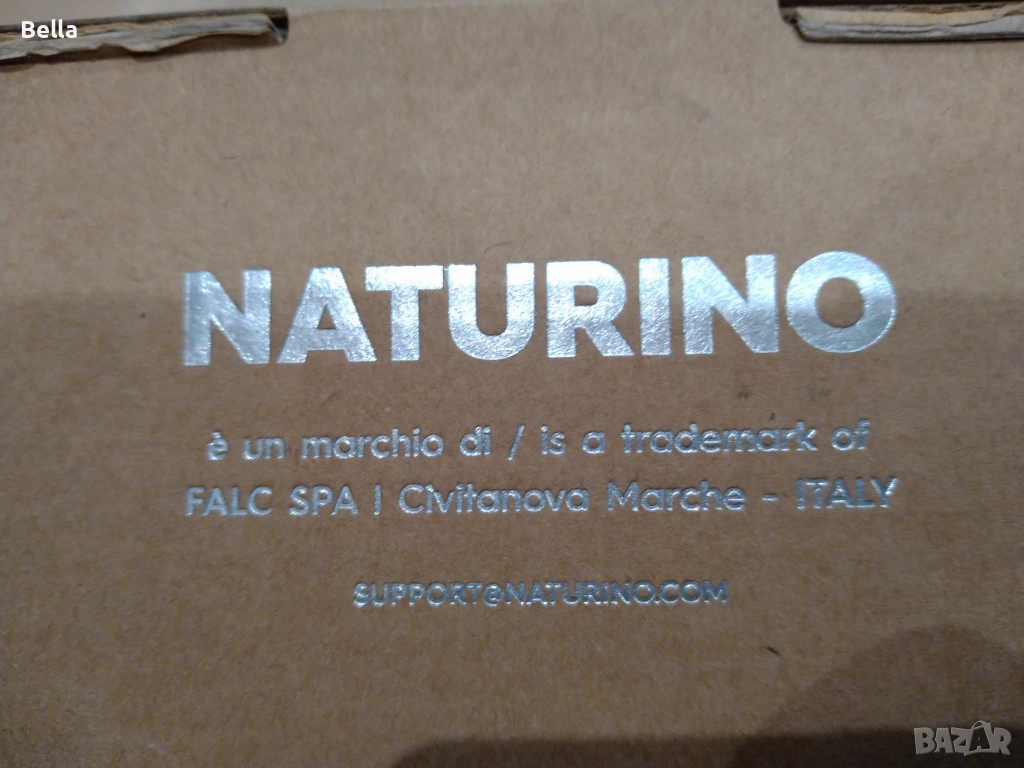 Bella
NATURINO
è un marchio di / is a trademark of
FALC SPA | Civitanova Marche - ITALY
SUPPORT@NATURINO.COM
BAZAR